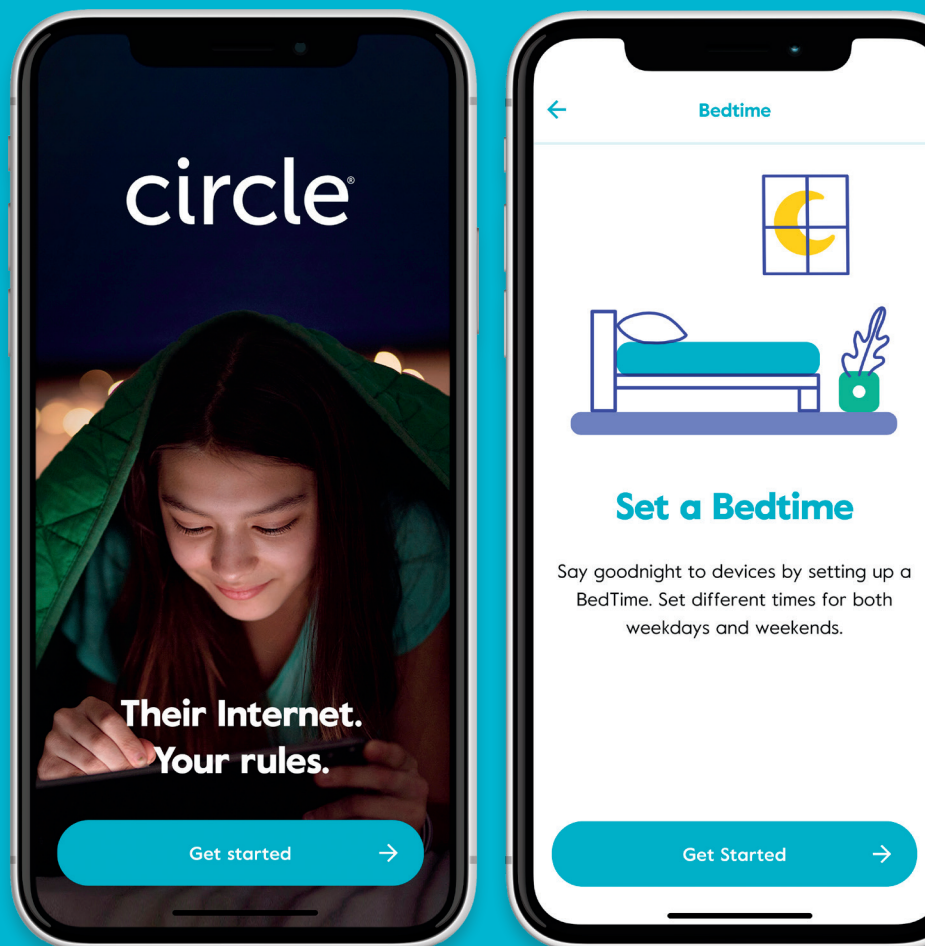 circle®
Their Internet.
Your rules.
Get started
Bedtime
Set a Bedtime
Say goodnight to devices by setting up a
BedTime. Set different times for both
weekdays and weekends.
Get Started